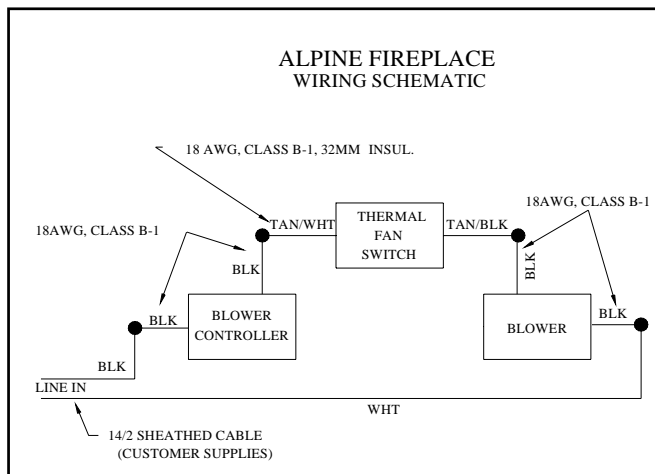 ALPINE FIREPLACE
WIRING SCHEMATIC
18 AWG, CLASS B-1, 32MM INSUL.
18AWG, CLASS B-1
18AWG, CLASS B-1
TAN/WHT
THERMAL
FAN
SWITCH
TAN/BLK
BLK
BLK
BLK
BLOWER
CONTROLLER
BLOWER
BLK
BLK
LINE IN
WHT
14/2 SHEATHED CABLE
(CUSTOMER SUPPLIES)